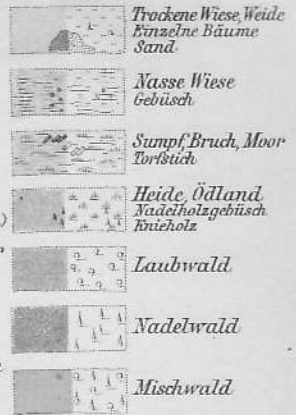 Trockene Wiese, Weide
Einzelne Bäume
Sand
Nasse Wiese
Gebüsch
Sumpf, Bruch, Moor
Torfstich
Heide, Ödland
Nadelholzgebüsch
Knieholz
Laubwald
Nadelwald
Mischwald